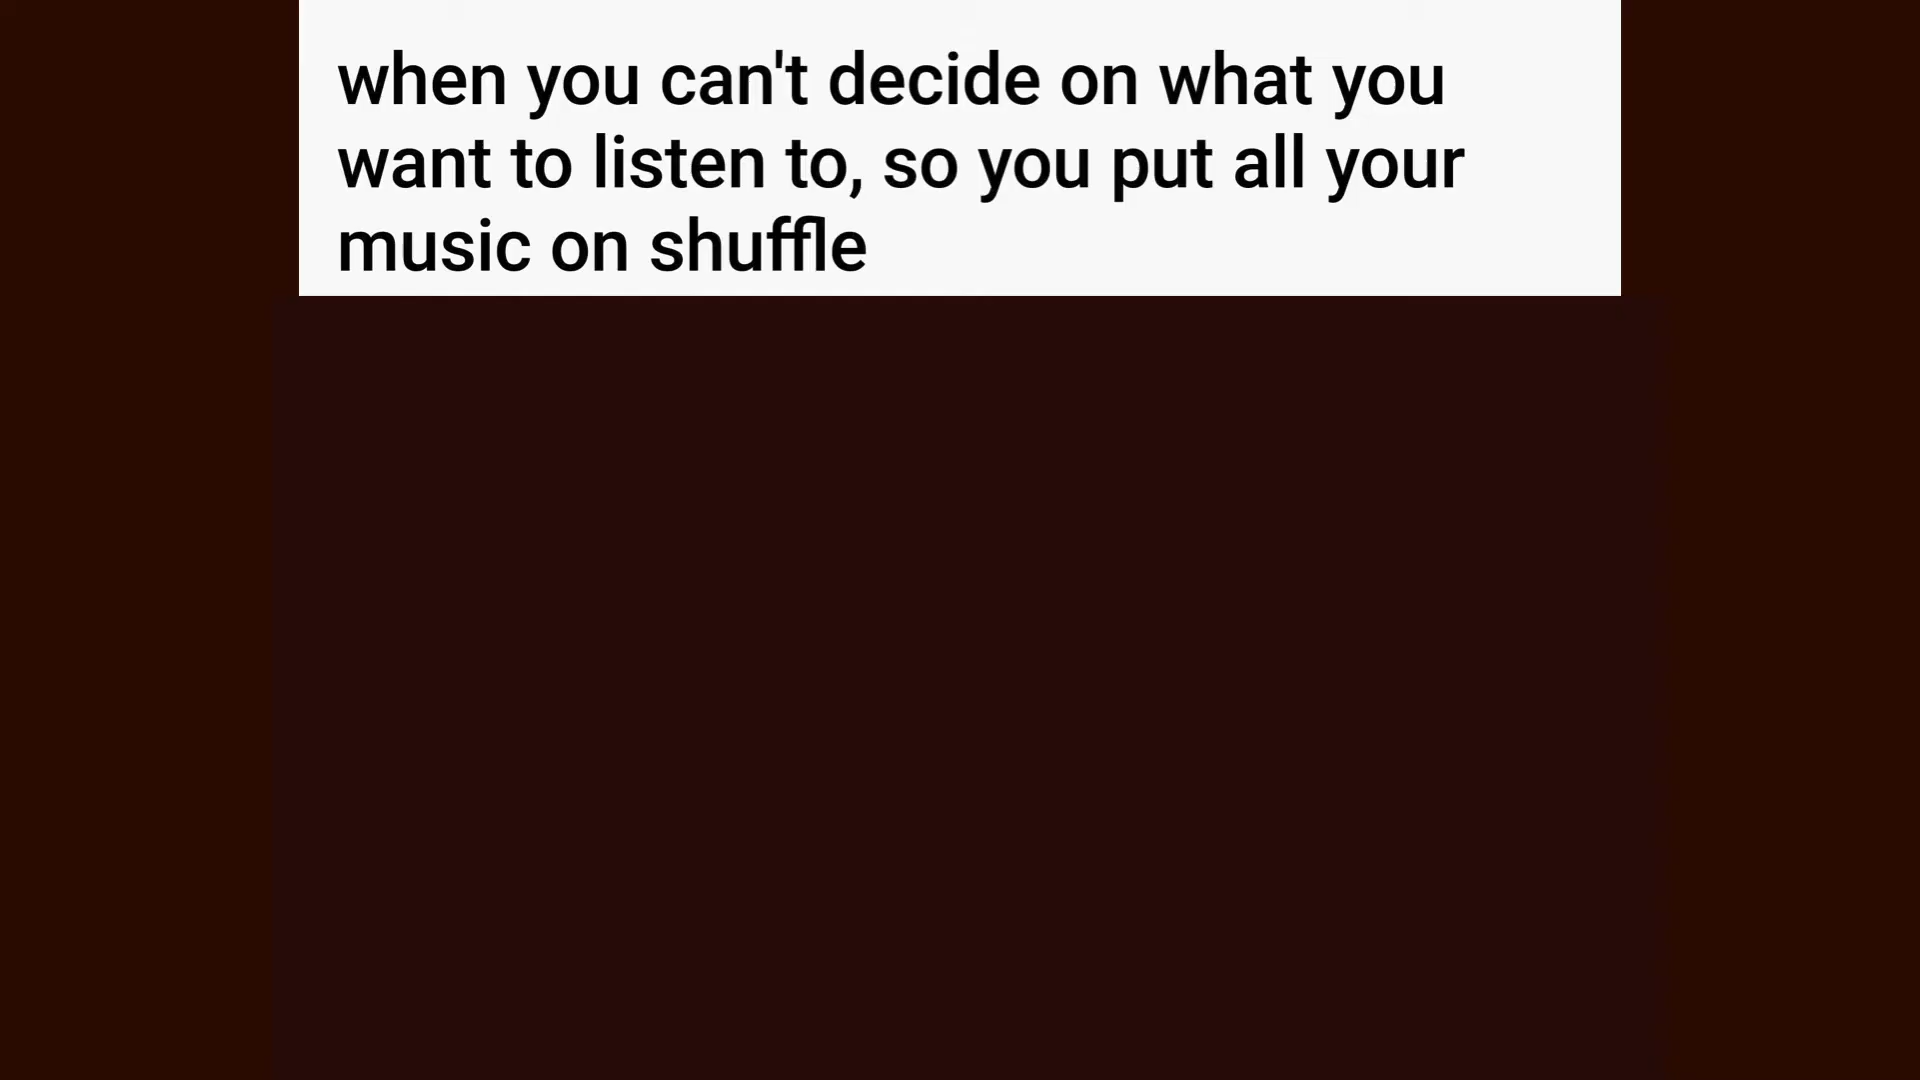 when you can't decide on what you
want to listen to, so you put all your
music on shuffle